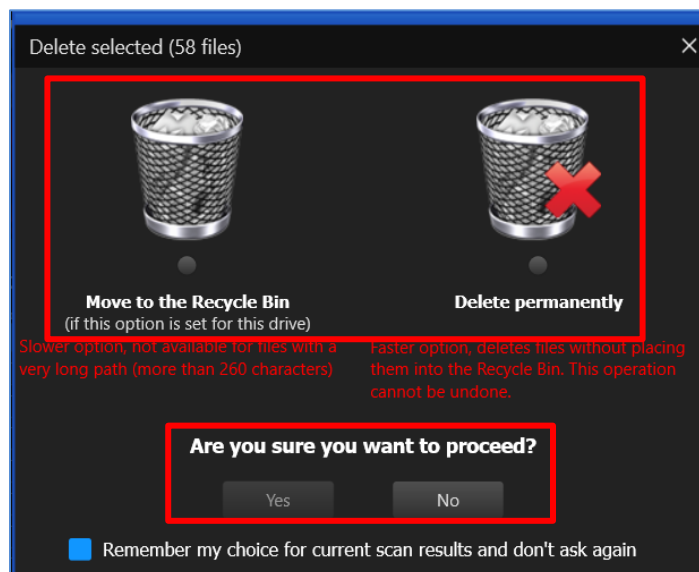 Delete selected (58 files)
Move to the Recycle Bin
(if this option is set for this drive)
Slower option, not available for files with a
very long path (more than 260 characters)
Delete permanently
Faster option, deletes files without placing
them into the Recycle Bin. This operation
cannot be undone.
Are you sure you want to proceed?
Yes
No
Remember my choice for current scan results and don't ask again